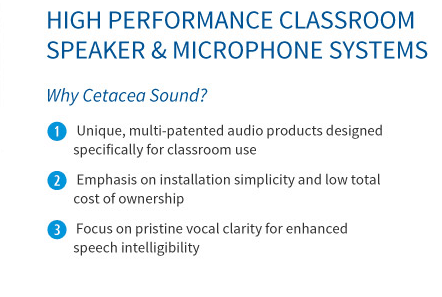 HIGH PERFORMANCE CLASSROOM
SPEAKER & MICROPHONE SYSTEMS
Why Cetacea Sound?
1 Unique, multi-patented audio products designed
specifically for classroom use
2 Emphasis on installation simplicity and low total
cost of ownership
3 Focus on pristine vocal clarity for enhanced
speech intelligibility